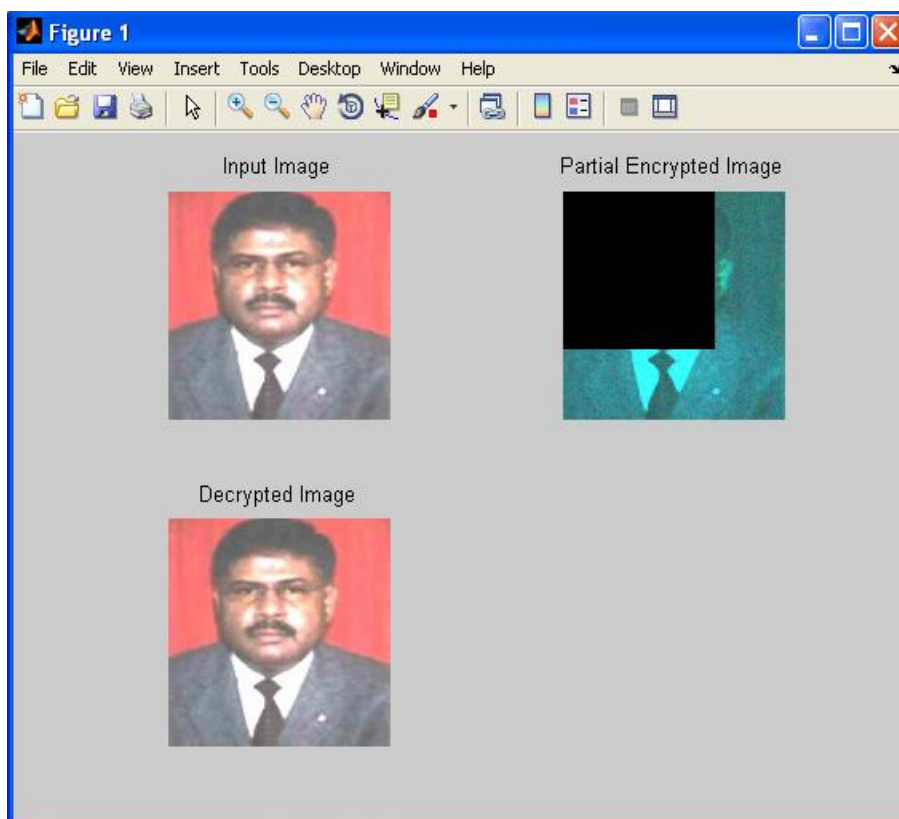 Figure 1
File Edit View Insert Tools Desktop Window Help
Input Image
Partial Encrypted Image
Decrypted Image